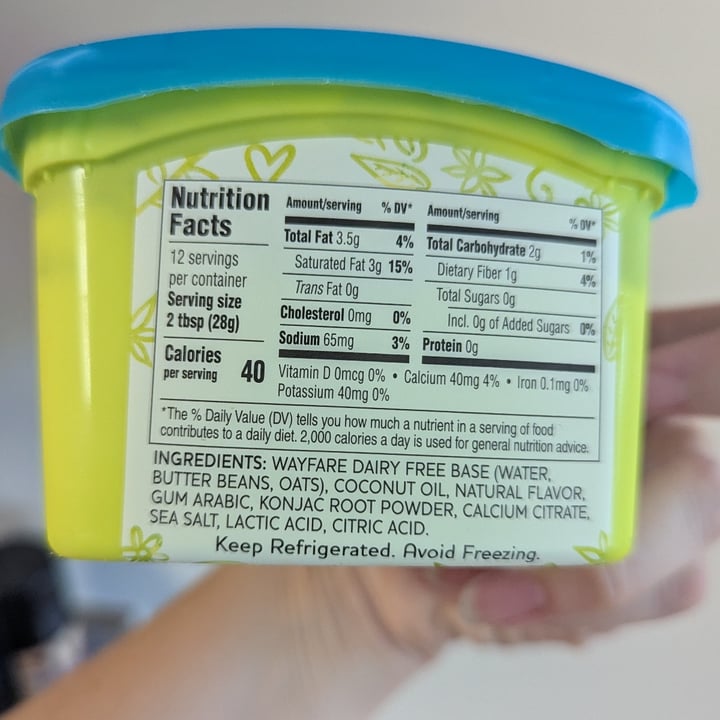 Nutrition
Facts
12 servings
per container
Serving size
2 tbsp (28g)
Calories
per serving 40
Amount/serving % DV*
Total Fat 3.5g 4%
Saturated Fat 3g 15%
Trans Fat 0g
Cholesterol 0mg 0%
Sodium 65mg 3%
Amount/serving % DV*
Total Carbohydrate 2g 1%
Dietary Fiber 1g 4%
Total Sugars 0g
Incl. 0g of Added Sugars 0%
Protein 0g
Vitamin D 0mcg 0% • Calcium 40mg 4% • Iron 0.1mg 0%
Potassium 40mg 0%
*The % Daily Value (DV) tells you how much a nutrient in a serving of food
contributes to a daily diet. 2,000 calories a day is used for general nutrition advice.
INGREDIENTS: WAYFARE DAIRY FREE BASE (WATER,
BUTTER BEANS, OATS), COCONUT OIL, NATURAL FLAVOR,
GUM ARABIC, KONJAC ROOT POWDER, CALCIUM CITRATE,
SEA SALT, LACTIC ACID, CITRIC ACID.
Keep Refrigerated. Avoid Freezing.